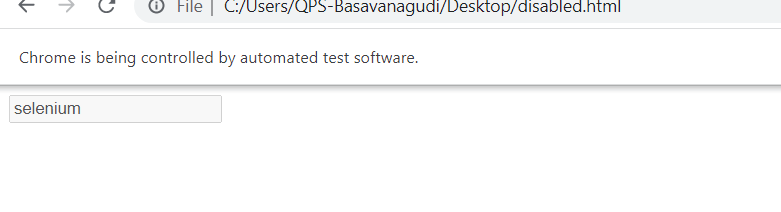 File | C:/Users/QPS-Basavanagudi/Desktop/disabled.html
Chrome is being controlled by automated test software.
selenium